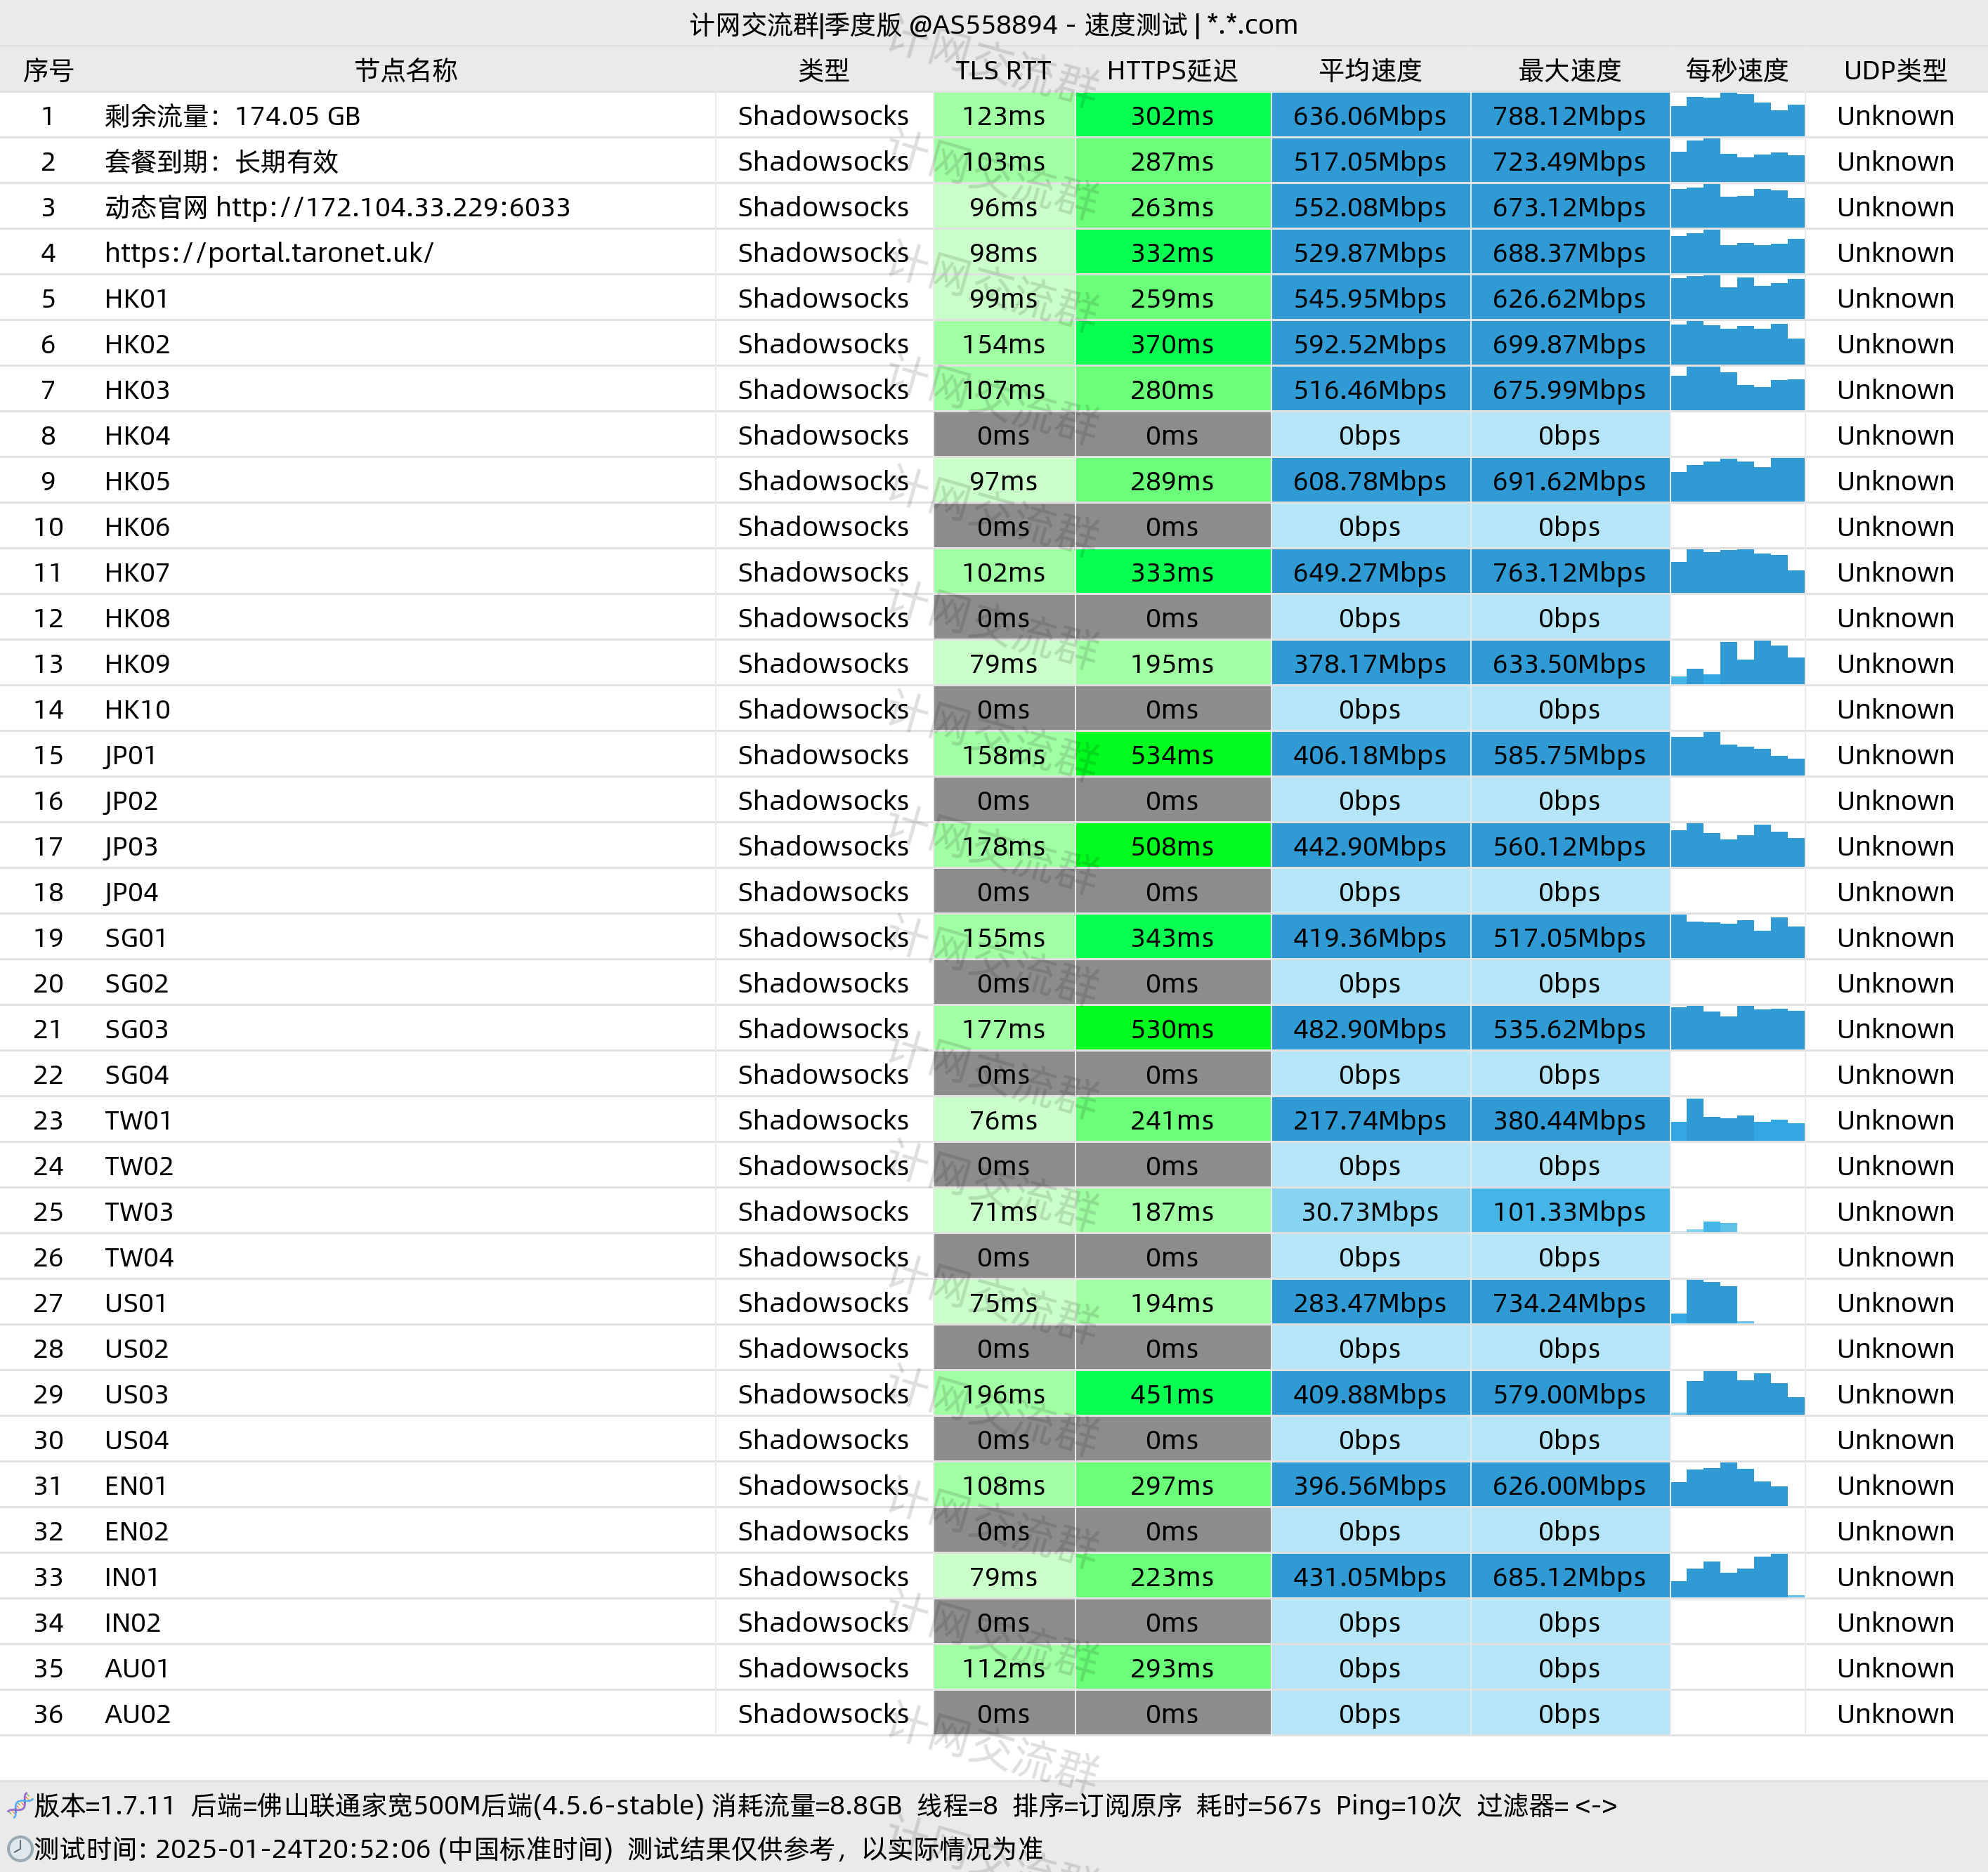 计网交流群|季度版 @AS558894 - 速度测试 | *.*.com
序号 节点名称 类型 TLS RTT HTTPS延迟 平均速度 最大速度 每秒速度 UDP类型
1 剩余流量：174.05 GB Shadowsocks 123ms 302ms 636.06Mbps 788.12Mbps Unknown
2 套餐到期：长期有效 Shadowsocks 103ms 287ms 517.05Mbps 723.49Mbps Unknown
3 动态官网 http://172.104.33.229:6033 Shadowsocks 96ms 263ms 552.08Mbps 673.12Mbps Unknown
4 https://portal.taronet.uk/ Shadowsocks 98ms 332ms 529.87Mbps 688.37Mbps Unknown
5 HK01 Shadowsocks 99ms 259ms 545.95Mbps 626.62Mbps Unknown
6 HK02 Shadowsocks 154ms 370ms 592.52Mbps 699.87Mbps Unknown
7 HK03 Shadowsocks 107ms 280ms 516.46Mbps 675.99Mbps Unknown
8 HK04 Shadowsocks 0ms 0ms 0bps 0bps Unknown
9 HK05 Shadowsocks 97ms 289ms 608.78Mbps 691.62Mbps Unknown
10 HK06 Shadowsocks 0ms 0ms 0bps 0bps Unknown
11 HK07 Shadowsocks 102ms 333ms 649.27Mbps 763.12Mbps Unknown
12 HK08 Shadowsocks 0ms 0ms 0bps 0bps Unknown
13 HK09 Shadowsocks 79ms 195ms 378.17Mbps 633.50Mbps Unknown
14 HK10 Shadowsocks 0ms 0ms 0bps 0bps Unknown
15 JP01 Shadowsocks 158ms 534ms 406.18Mbps 585.75Mbps Unknown
16 JP02 Shadowsocks 0ms 0ms 0bps 0bps Unknown
17 JP03 Shadowsocks 178ms 508ms 442.90Mbps 560.12Mbps Unknown
18 JP04 Shadowsocks 0ms 0ms 0bps 0bps Unknown
19 SG01 Shadowsocks 155ms 343ms 419.36Mbps 517.05Mbps Unknown
20 SG02 Shadowsocks 0ms 0ms 0bps 0bps Unknown
21 SG03 Shadowsocks 177ms 530ms 482.90Mbps 535.62Mbps Unknown
22 SG04 Shadowsocks 0ms 0ms 0bps 0bps Unknown
23 TW01 Shadowsocks 76ms 241ms 217.74Mbps 380.44Mbps Unknown
24 TW02 Shadowsocks 0ms 0ms 0bps 0bps Unknown
25 TW03 Shadowsocks 71ms 187ms 30.73Mbps 101.33Mbps Unknown
26 TW04 Shadowsocks 0ms 0ms 0bps 0bps Unknown
27 US01 Shadowsocks 75ms 194ms 283.47Mbps 734.24Mbps Unknown
28 US02 Shadowsocks 0ms 0ms 0bps 0bps Unknown
29 US03 Shadowsocks 196ms 451ms 409.88Mbps 579.00Mbps Unknown
30 US04 Shadowsocks 0ms 0ms 0bps 0bps Unknown
31 EN01 Shadowsocks 108ms 297ms 396.56Mbps 626.00Mbps Unknown
32 EN02 Shadowsocks 0ms 0ms 0bps 0bps Unknown
33 IN01 Shadowsocks 79ms 223ms 431.05Mbps 685.12Mbps Unknown
34 IN02 Shadowsocks 0ms 0ms 0bps 0bps Unknown
35 AU01 Shadowsocks 112ms 293ms 0bps 0bps Unknown
36 AU02 Shadowsocks 0ms 0ms 0bps 0bps Unknown
版本=1.7.11 后端=佛山联通家宽500M后端(4.5.6-stable) 消耗流量=8.8GB 线程=8 排序=订阅原序 耗时=567s Ping=10次 过滤器= <->
测试时间: 2025-01-24T20:52:06 (中国标准时间) 测试结果仅供参考，以实际情况为准
计网交流群